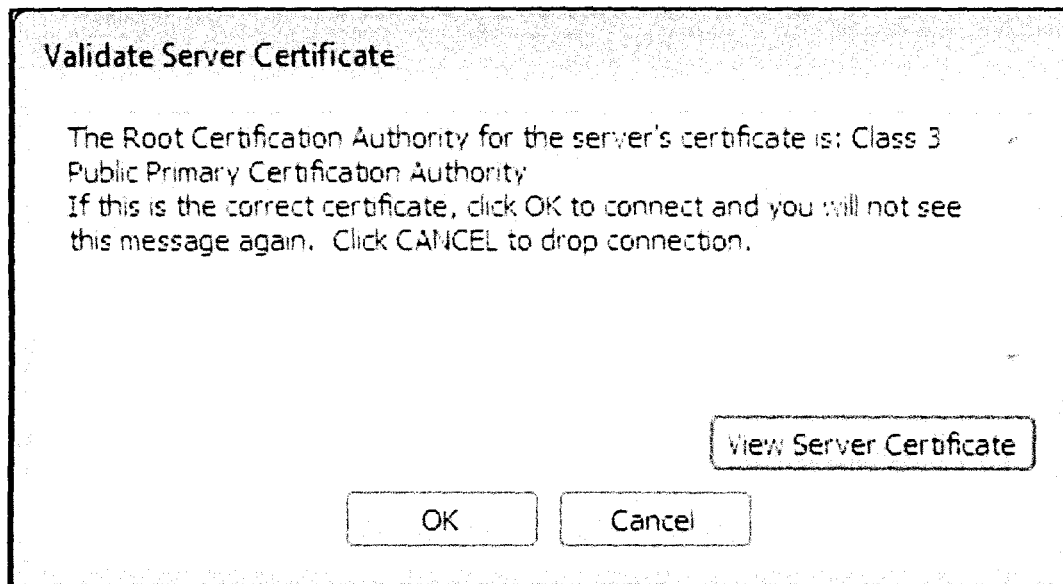 Validate Server Certificate
The Root Certification Authority for the server's certificate is: Class 3
Public Primary Certification Authority
If this is the correct certificate, click OK to connect and you will not see
this message again. Click CANCEL to drop connection.
View Server Certificate
OK Cancel